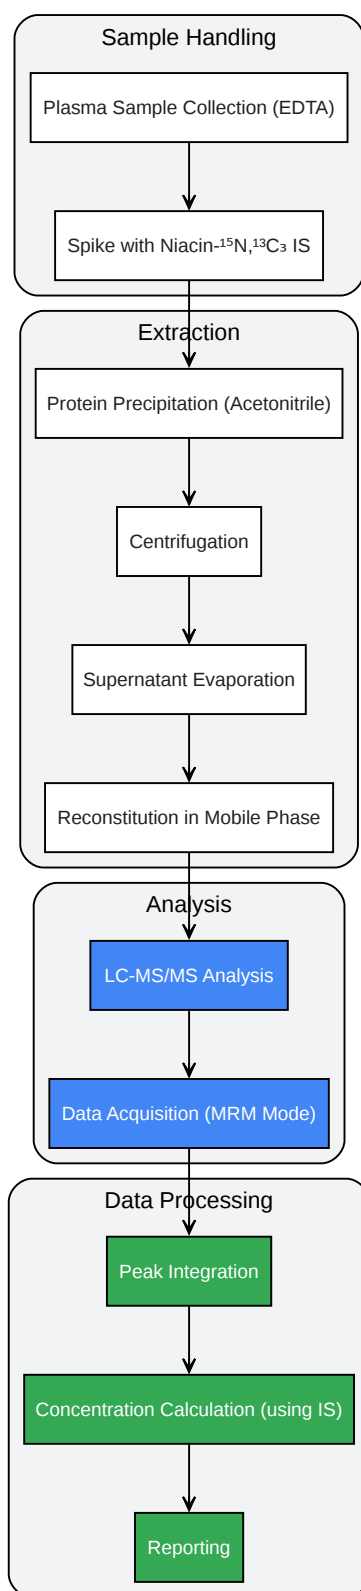 Sample Handling
Plasma Sample Collection (EDTA)
Spike with Niacin-¹⁵N,¹³C₃ IS
Extraction
Protein Precipitation (Acetonitrile)
Centrifugation
Supernatant Evaporation
Reconstitution in Mobile Phase
Analysis
LC-MS/MS Analysis
Data Acquisition (MRM Mode)
Data Processing
Peak Integration
Concentration Calculation (using IS)
Reporting